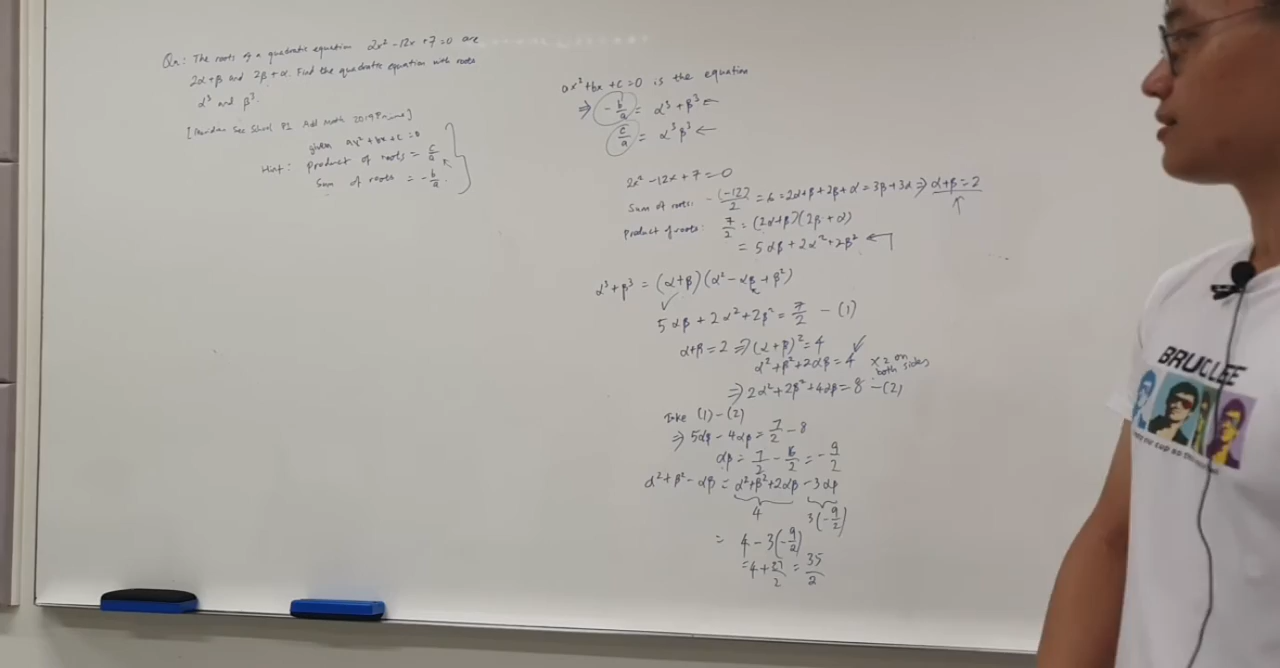 Qn: The roots of a quadratic equation 2x² - 12x + 7 = 0 are
2α+β and 2β+α. Find the quadratic equation with roots
α³ and β³.
Sec School P1 Add Math 2019
given ax² + bx + c = 0
Hint: product of roots = c/a
sum of roots = -b/a
ax² + bx + c = 0 is the equation
⇒ -b/a = α³ + β³ ←
c/a = α³β³ ←
2x² - 12x + 7 = 0
Sum of roots: -(-12)/2 = 6 = 2α+β+2β+α = 3β+3α ⇒ α+β = 2
product of roots: 7/2 = (2α+β)(2β+α)
= 5αβ + 2α² + 2β² ←
α³+β³ = (α+β)(α² - αβ + β²)
5αβ + 2α² + 2β² = 7/2 - (1)
α+β = 2 ⇒ (α+β)² = 4
α² + β² + 2αβ = 4 × 2 on both sides
⇒ 2α² + 2β² + 4αβ = 8 - (2)
Take (1) - (2)
⇒ 5αβ - 4αβ = 7/2 - 8
αβ = 7/2 - 16/2 = -9/2
α² + β² - αβ = α² + β² + 2αβ - 3αβ
4 3(-9/2)
= 4 - 3(-9/2)
= 4 + 27/2 = 35/2
BRUCE LEE